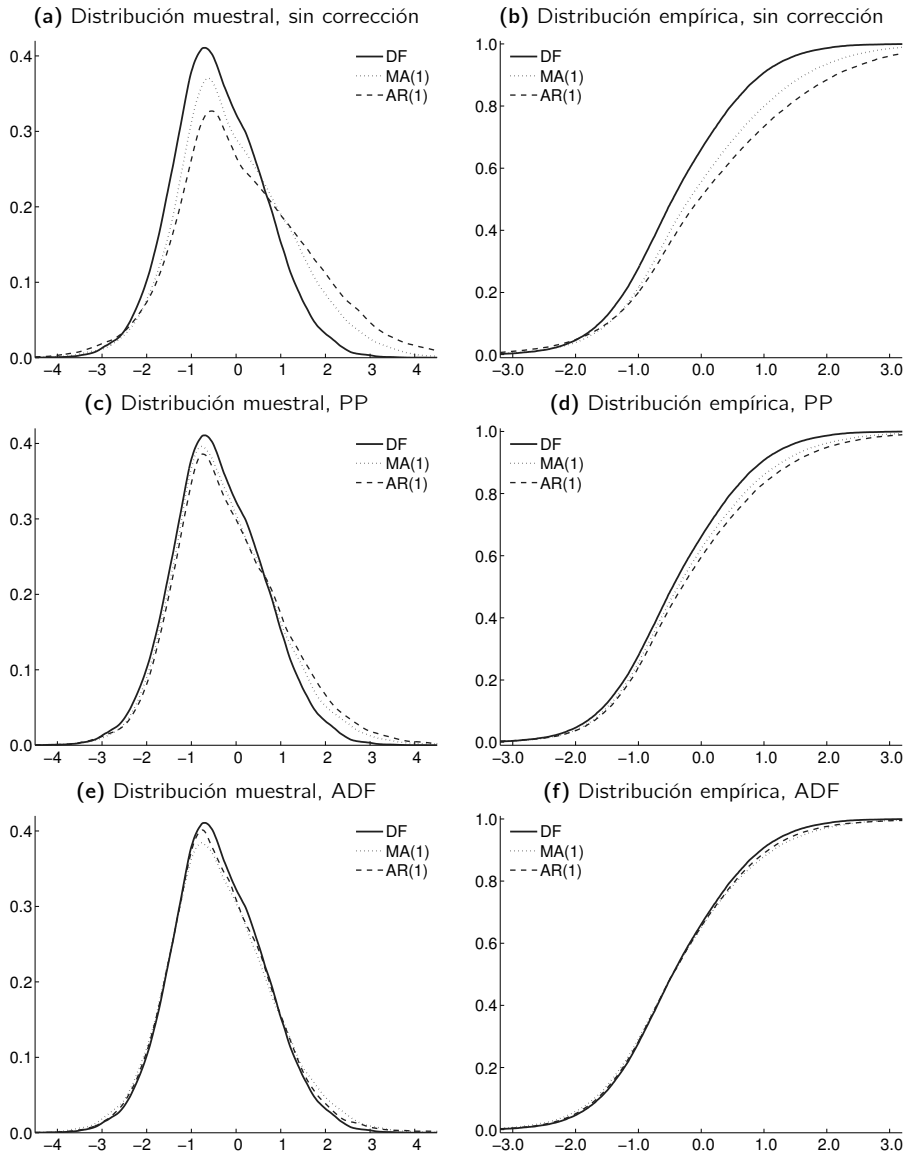 (a) Distribución muestral, sin corrección
0.4
0.3
0.2
0.1
0.0
−4 −3 −2 −1 0 1 2 3 4
DF
MA(1)
AR(1)
(b) Distribución empírica, sin corrección
1.0
0.8
0.6
0.4
0.2
0.0
−3.0 −2.0 −1.0 0.0 1.0 2.0 3.0
DF
MA(1)
AR(1)
(c) Distribución muestral, PP
0.4
0.3
0.2
0.1
0.0
−4 −3 −2 −1 0 1 2 3 4
DF
MA(1)
AR(1)
(d) Distribución empírica, PP
1.0
0.8
0.6
0.4
0.2
0.0
−3.0 −2.0 −1.0 0.0 1.0 2.0 3.0
DF
MA(1)
AR(1)
(e) Distribución muestral, ADF
0.4
0.3
0.2
0.1
0.0
−4 −3 −2 −1 0 1 2 3 4
DF
MA(1)
AR(1)
(f) Distribución empírica, ADF
1.0
0.8
0.6
0.4
0.2
0.0
−3.0 −2.0 −1.0 0.0 1.0 2.0 3.0
DF
MA(1)
AR(1)